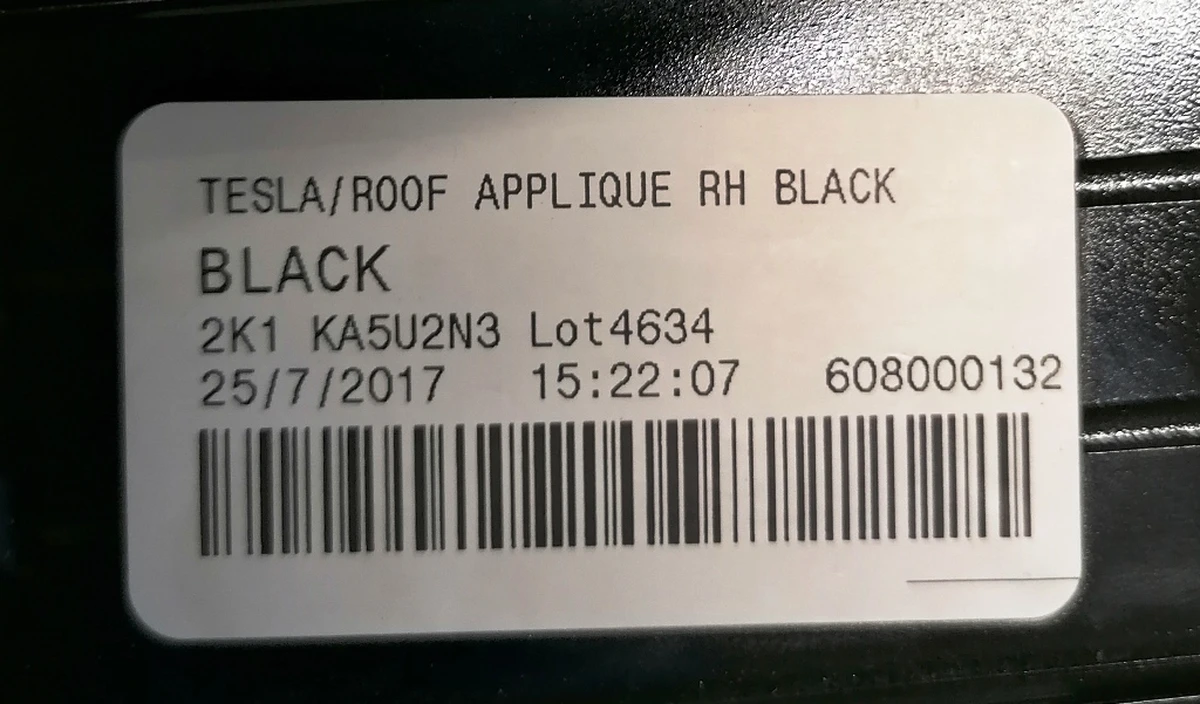 TESLA/ROOF APPLIQUE RH BLACK
BLACK
2K1 KA5U2N3 Lot4634
25/7/2017 15:22:07 608000132